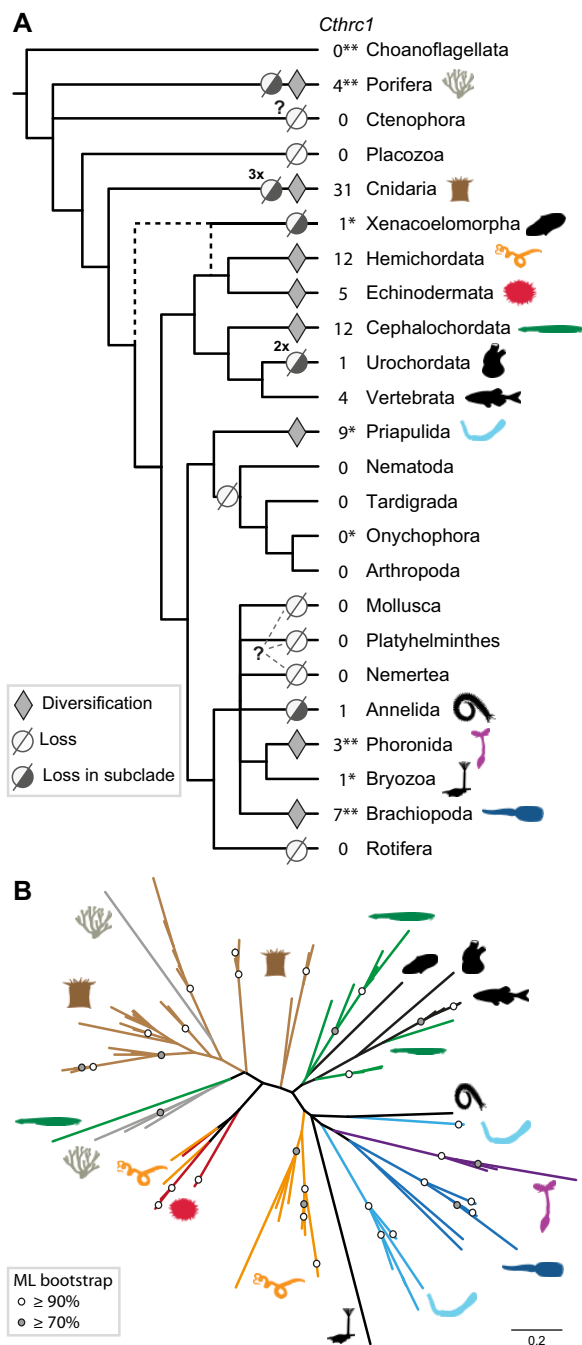 A
Cthrc1
0** Choanoflagellata
4** Porifera
?
0 Ctenophora
0 Placozoa
3x
31 Cnidaria
1* Xenacoelomorpha
12 Hemichordata
5 Echinodermata
12 Cephalochordata
2x
1 Urochordata
4 Vertebrata
9* Priapulida
0 Nematoda
0 Tardigrada
0* Onychophora
0 Arthropoda
0 Mollusca
?
0 Platyhelminthes
0 Nemertea
1 Annelida
3** Phoronida
1* Bryozoa
7** Brachiopoda
0 Rotifera
Diversification
Loss
Loss in subclade
B
ML bootstrap
≥ 90%
≥ 70%
0.2